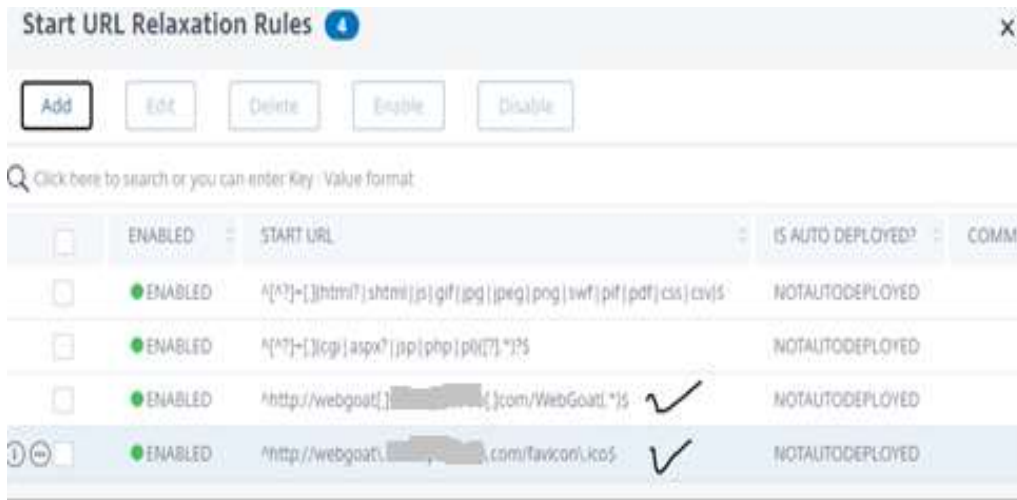 Start URL Relaxation Rules 4
Add Edit Delete Enable Disable
Click here to search or you can enter Key : Value format
ENABLED START URL IS AUTO DEPLOYED? COMM
ENABLED ^[^?]+[.](html?|shtml|js|gif|jpg|jpeg|png|swf|pif|pdf|css|csv)$ NOTAUTODEPLOYED
ENABLED ^[^?]+[.](cgi|aspx?|jsp|php|pl)([?].*)?$ NOTAUTODEPLOYED
ENABLED ^http://webgoat[.] [.]com/WebGoat(.*)$ NOTAUTODEPLOYED
ENABLED ^http://webgoat\. \.com/favicon\.ico$ NOTAUTODEPLOYED